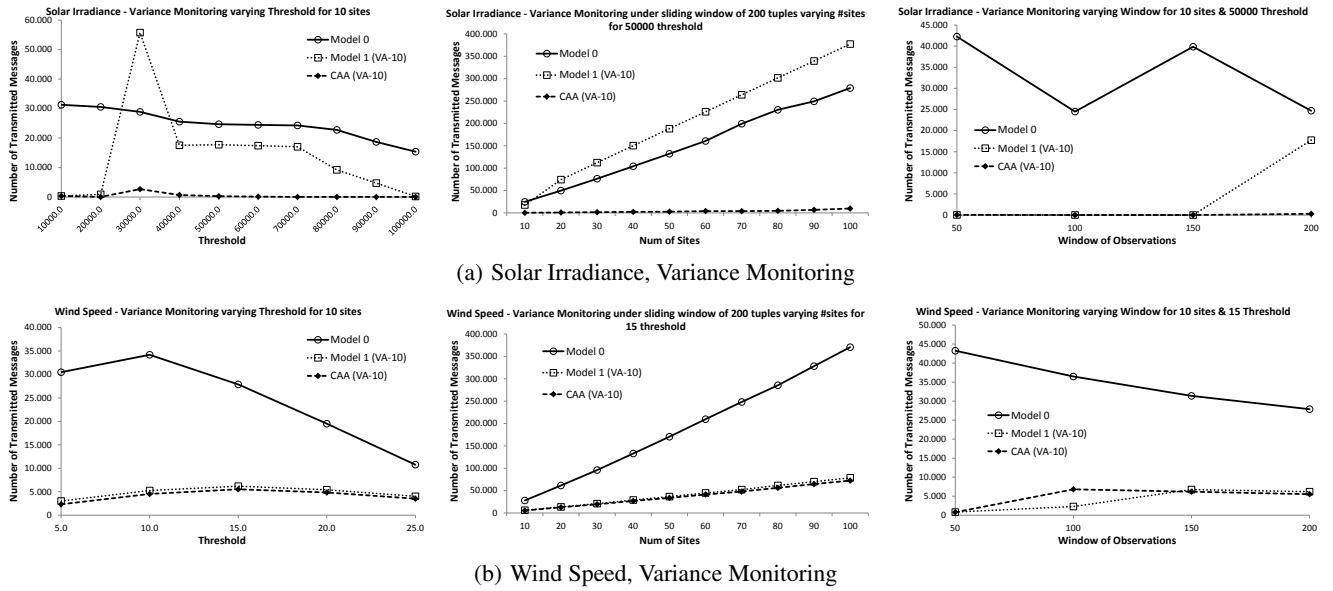 Solar Irradiance - Variance Monitoring varying Threshold for 10 sites
Number of Transmitted Messages
60.000
50.000
40.000
30.000
20.000
10.000
0
Model 0
Model 1 (VA-10)
CAA (VA-10)
10000.0
20000.0
30000.0
40000.0
50000.0
60000.0
70000.0
80000.0
90000.0
100000.0
Threshold
Solar Irradiance - Variance Monitoring under sliding window of 200 tuples varying #sites
for 50000 threshold
Number of Transmitted Messages
400.000
350.000
300.000
250.000
200.000
150.000
100.000
50.000
0
Model 0
Model 1 (VA-10)
CAA (VA-10)
10 20 30 40 50 60 70 80 90 100
Num of Sites
Solar Irradiance - Variance Monitoring varying Window for 10 sites & 50000 Threshold
Number of Transmitted Messages
45.000
40.000
35.000
30.000
25.000
20.000
15.000
10.000
5.000
0
Model 0
Model 1 (VA-10)
CAA (VA-10)
50 100 150 200
Window of Observations
(a) Solar Irradiance, Variance Monitoring
Wind Speed - Variance Monitoring varying Threshold for 10 sites
Number of Transmitted Messages
40.000
35.000
30.000
25.000
20.000
15.000
10.000
5.000
0
Model 0
Model 1 (VA-10)
CAA (VA-10)
5.0 10.0 15.0 20.0 25.0
Threshold
Wind Speed - Variance Monitoring under sliding window of 200 tuples varying #sites for
15 threshold
Number of Transmitted Messages
400.000
350.000
300.000
250.000
200.000
150.000
100.000
50.000
0
Model 0
Model 1 (VA-10)
CAA (VA-10)
10 20 30 40 50 60 70 80 90 100
Num of Sites
Wind Speed - Variance Monitoring varying Window for 10 sites & 15 Threshold
Number of Transmitted Messages
50.000
45.000
40.000
35.000
30.000
25.000
20.000
15.000
10.000
5.000
0
Model 0
Model 1 (VA-10)
CAA (VA-10)
50 100 150 200
Window of Observations
(b) Wind Speed, Variance Monitoring